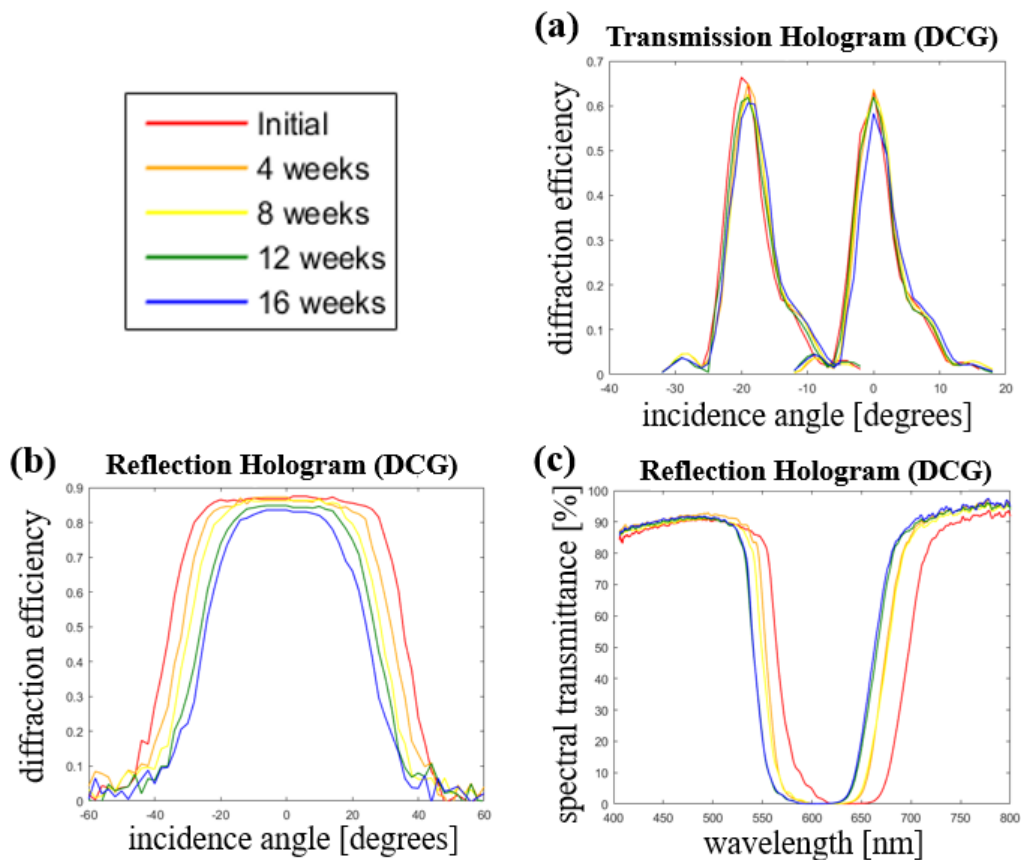 Initial
4 weeks
8 weeks
12 weeks
16 weeks
(a) Transmission Hologram (DCG)
diffraction efficiency
0.7
0.6
0.5
0.4
0.3
0.2
0.1
0
-40 -30 -20 -10 0 10 20
incidence angle [degrees]
(b) Reflection Hologram (DCG)
diffraction efficiency
0.9
0.8
0.7
0.6
0.5
0.4
0.3
0.2
0.1
0
-60 -40 -20 0 20 40 60
incidence angle [degrees]
(c) Reflection Hologram (DCG)
spectral transmittance [%]
100
90
80
70
60
50
40
30
20
10
0
400 450 500 550 600 650 700 750 800
wavelength [nm]